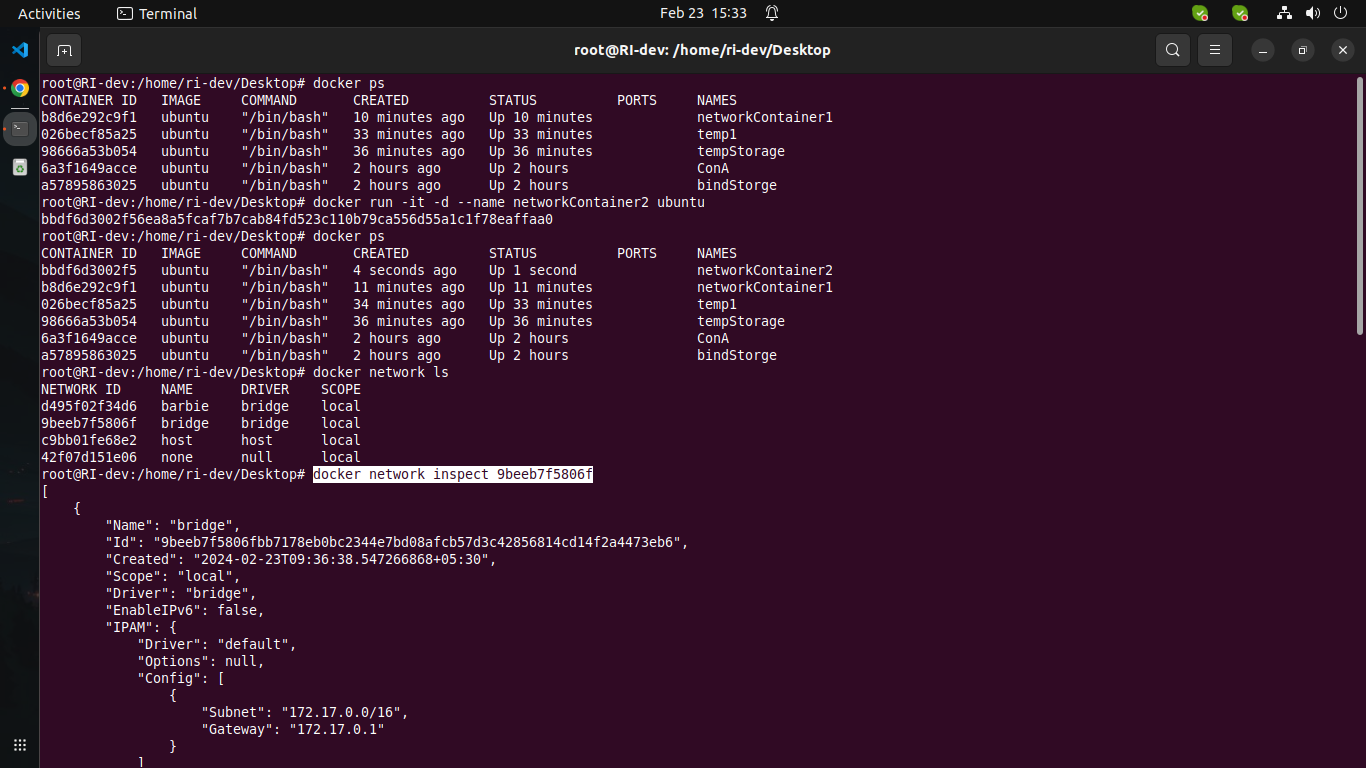 Activities Terminal Feb 23 15:33
root@RI-dev: /home/ri-dev/Desktop
root@RI-dev:/home/ri-dev/Desktop# docker ps
CONTAINER ID   IMAGE     COMMAND       CREATED          STATUS          PORTS     NAMES
b8d6e292c9f1   ubuntu    "/bin/bash"   10 minutes ago   Up 10 minutes             networkContainer1
026becf85a25   ubuntu    "/bin/bash"   33 minutes ago   Up 33 minutes             temp1
98666a53b054   ubuntu    "/bin/bash"   36 minutes ago   Up 36 minutes             tempStorage
6a3f1649acce   ubuntu    "/bin/bash"   2 hours ago      Up 2 hours                ConA
a57895863025   ubuntu    "/bin/bash"   2 hours ago      Up 2 hours                bindStorge
root@RI-dev:/home/ri-dev/Desktop# docker run -it -d --name networkContainer2 ubuntu
bbdf6d3002f56ea8a5fcaf7b7cab84fd523c110b79ca556d55a1c1f78eaffaa0
root@RI-dev:/home/ri-dev/Desktop# docker ps
CONTAINER ID   IMAGE     COMMAND       CREATED          STATUS          PORTS     NAMES
bbdf6d3002f5   ubuntu    "/bin/bash"   4 seconds ago    Up 1 second               networkContainer2
b8d6e292c9f1   ubuntu    "/bin/bash"   11 minutes ago   Up 11 minutes             networkContainer1
026becf85a25   ubuntu    "/bin/bash"   34 minutes ago   Up 33 minutes             temp1
98666a53b054   ubuntu    "/bin/bash"   36 minutes ago   Up 36 minutes             tempStorage
6a3f1649acce   ubuntu    "/bin/bash"   2 hours ago      Up 2 hours                ConA
a57895863025   ubuntu    "/bin/bash"   2 hours ago      Up 2 hours                bindStorge
root@RI-dev:/home/ri-dev/Desktop# docker network ls
NETWORK ID     NAME      DRIVER    SCOPE
d495f02f34d6   barbie    bridge    local
9beeb7f5806f   bridge    bridge    local
c9bb01fe68e2   host      host      local
42f07d151e06   none      null      local
root@RI-dev:/home/ri-dev/Desktop# docker network inspect 9beeb7f5806f
[
    {
        "Name": "bridge",
        "Id": "9beeb7f5806fbb7178eb0bc2344e7bd08afcb57d3c42856814cd14f2a4473eb6",
        "Created": "2024-02-23T09:36:38.547266868+05:30",
        "Scope": "local",
        "Driver": "bridge",
        "EnableIPv6": false,
        "IPAM": {
            "Driver": "default",
            "Options": null,
            "Config": [
                {
                    "Subnet": "172.17.0.0/16",
                    "Gateway": "172.17.0.1"
                }
            ]